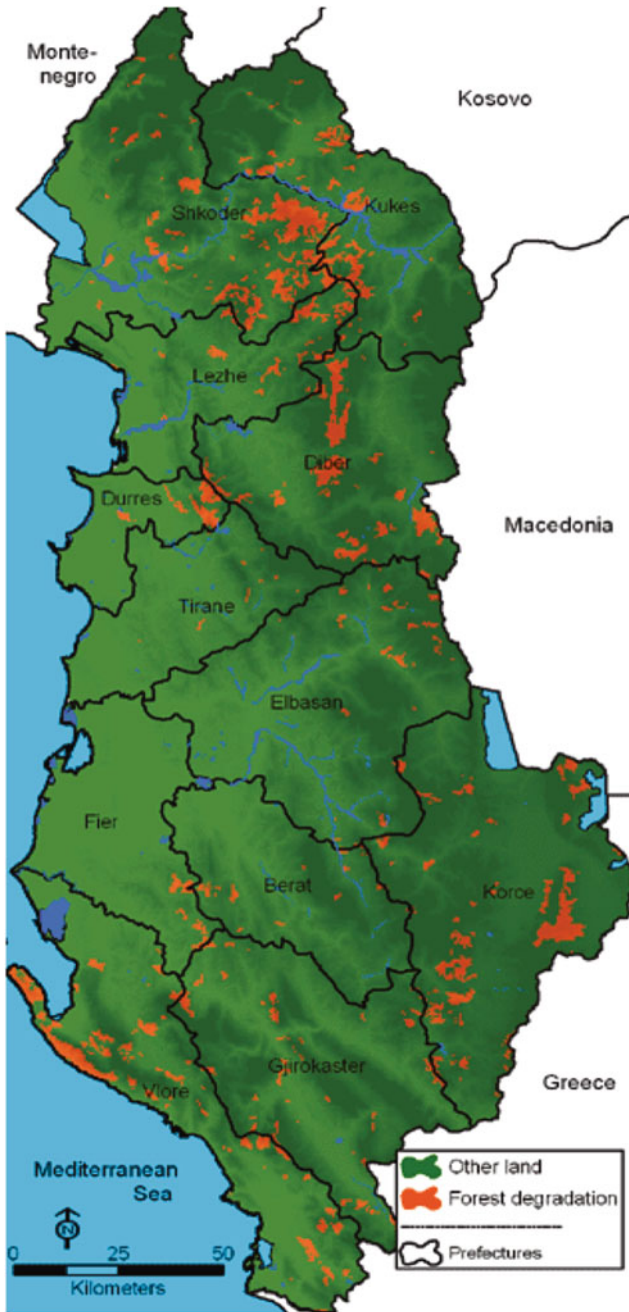 Monte-
negro
Kosovo
Shkoder
Kukes
Lezhe
Diber
Durres
Macedonia
Tirane
Elbasan
Fier
Berat
Korce
Gjirokaster
Vlore
Greece
Mediterranean
Sea
N
0 25 50
Kilometers
Other land
Forest degradation
Prefectures